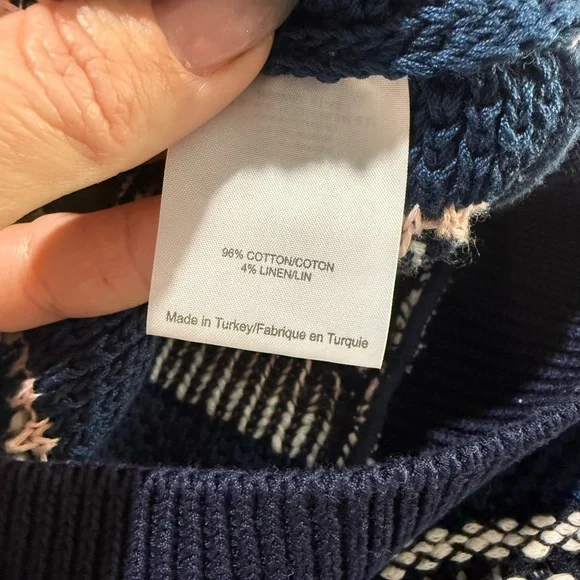 96% COTTON/COTON
4% LINEN/LIN
Made in Turkey/Fabrique en Turquie